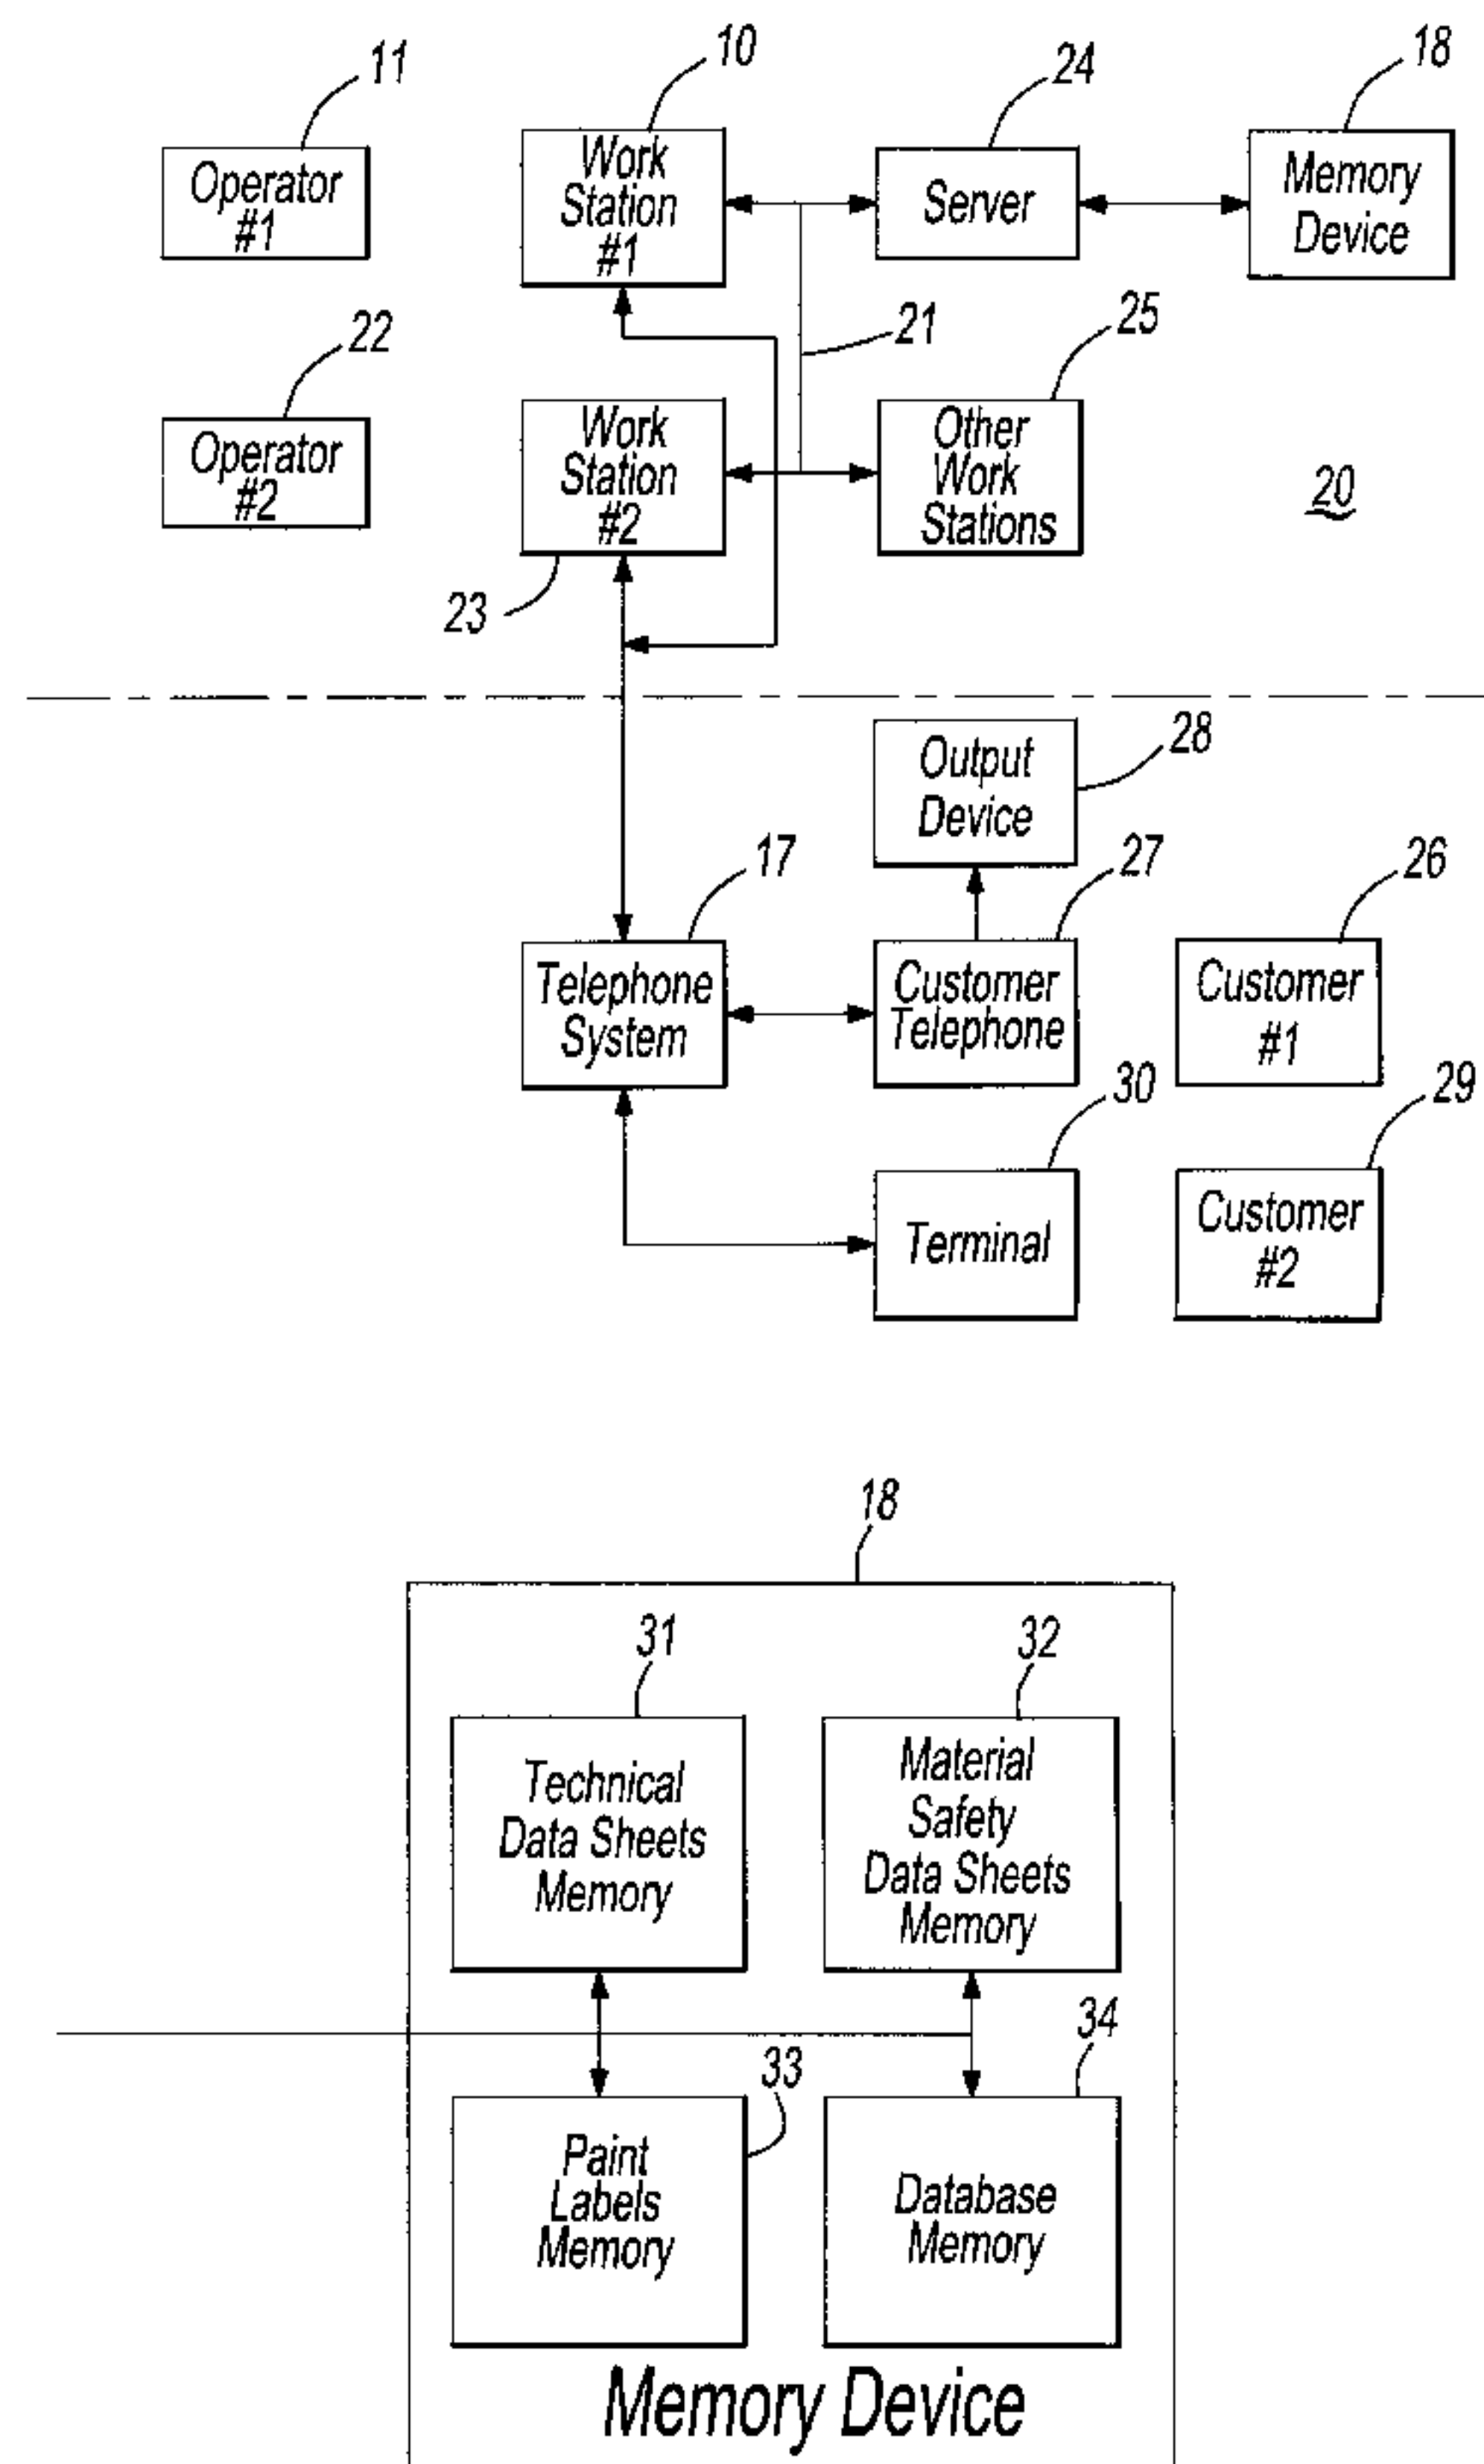 11
10
24
18
Operator
#1
Work
Station
#1
Server
Memory
Device
22
21
25
Operator
#2
Work
Station
#2
Other
Work
Stations
20
23
Output
Device
28
17
27
26
Telephone
System
Customer
Telephone
Customer
#1
30
29
Terminal
Customer
#2
18
31
32
Technical
Data Sheets
Memory
Material
Safety
Data Sheets
Memory
33
34
Paint
Labels
Memory
Database
Memory
Memory Device